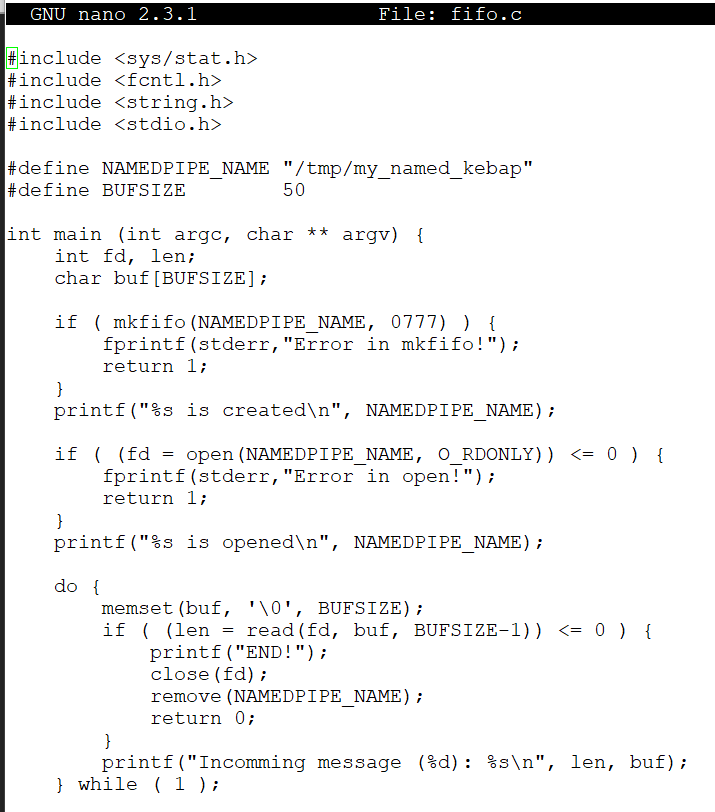 GNU nano 2.3.1 File: fifo.c
#include <sys/stat.h>
#include <fcntl.h>
#include <string.h>
#include <stdio.h>
#define NAMEDPIPE_NAME "/tmp/my_named_kebap"
#define BUFSIZE 50
int main (int argc, char ** argv) {
int fd, len;
char buf[BUFSIZE];
if ( mkfifo(NAMEDPIPE_NAME, 0777) ) {
fprintf(stderr,"Error in mkfifo!");
return 1;
}
printf("%s is created\n", NAMEDPIPE_NAME);
if ( (fd = open(NAMEDPIPE_NAME, O_RDONLY)) <= 0 ) {
fprintf(stderr,"Error in open!");
return 1;
}
printf("%s is opened\n", NAMEDPIPE_NAME);
do {
memset(buf, '\0', BUFSIZE);
if ( (len = read(fd, buf, BUFSIZE-1)) <= 0 ) {
printf("END!");
close(fd);
remove(NAMEDPIPE_NAME);
return 0;
}
printf("Incomming message (%d): %s\n", len, buf);
} while ( 1 );